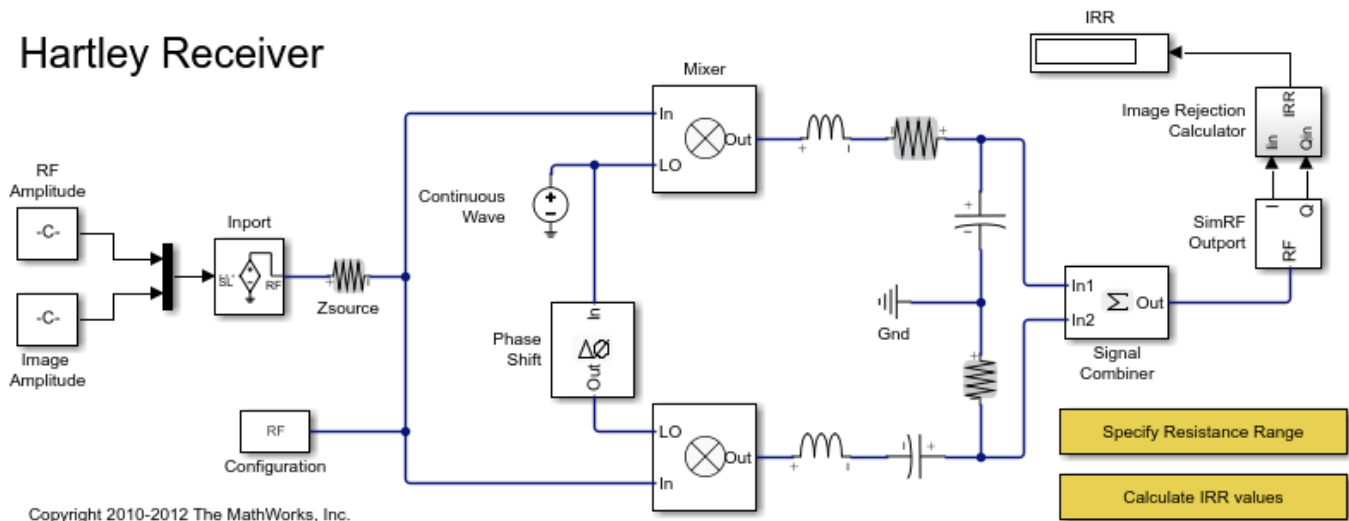 Hartley Receiver
IRR
Mixer
In
LO
Out
Image Rejection
Calculator
IRR
Iin
Qin
RF
Amplitude
-C-
Continuous
Wave
Inport
SL
RF
Zsource
SimRF
Outport
I
Q
RF
-C-
Image
Amplitude
Phase
Shift
In
ΔØ
Out
Gnd
In1
In2
Σ
Out
Signal
Combiner
RF
Configuration
LO
In
Out
Specify Resistance Range
Calculate IRR values
Copyright 2010-2012 The MathWorks, Inc.